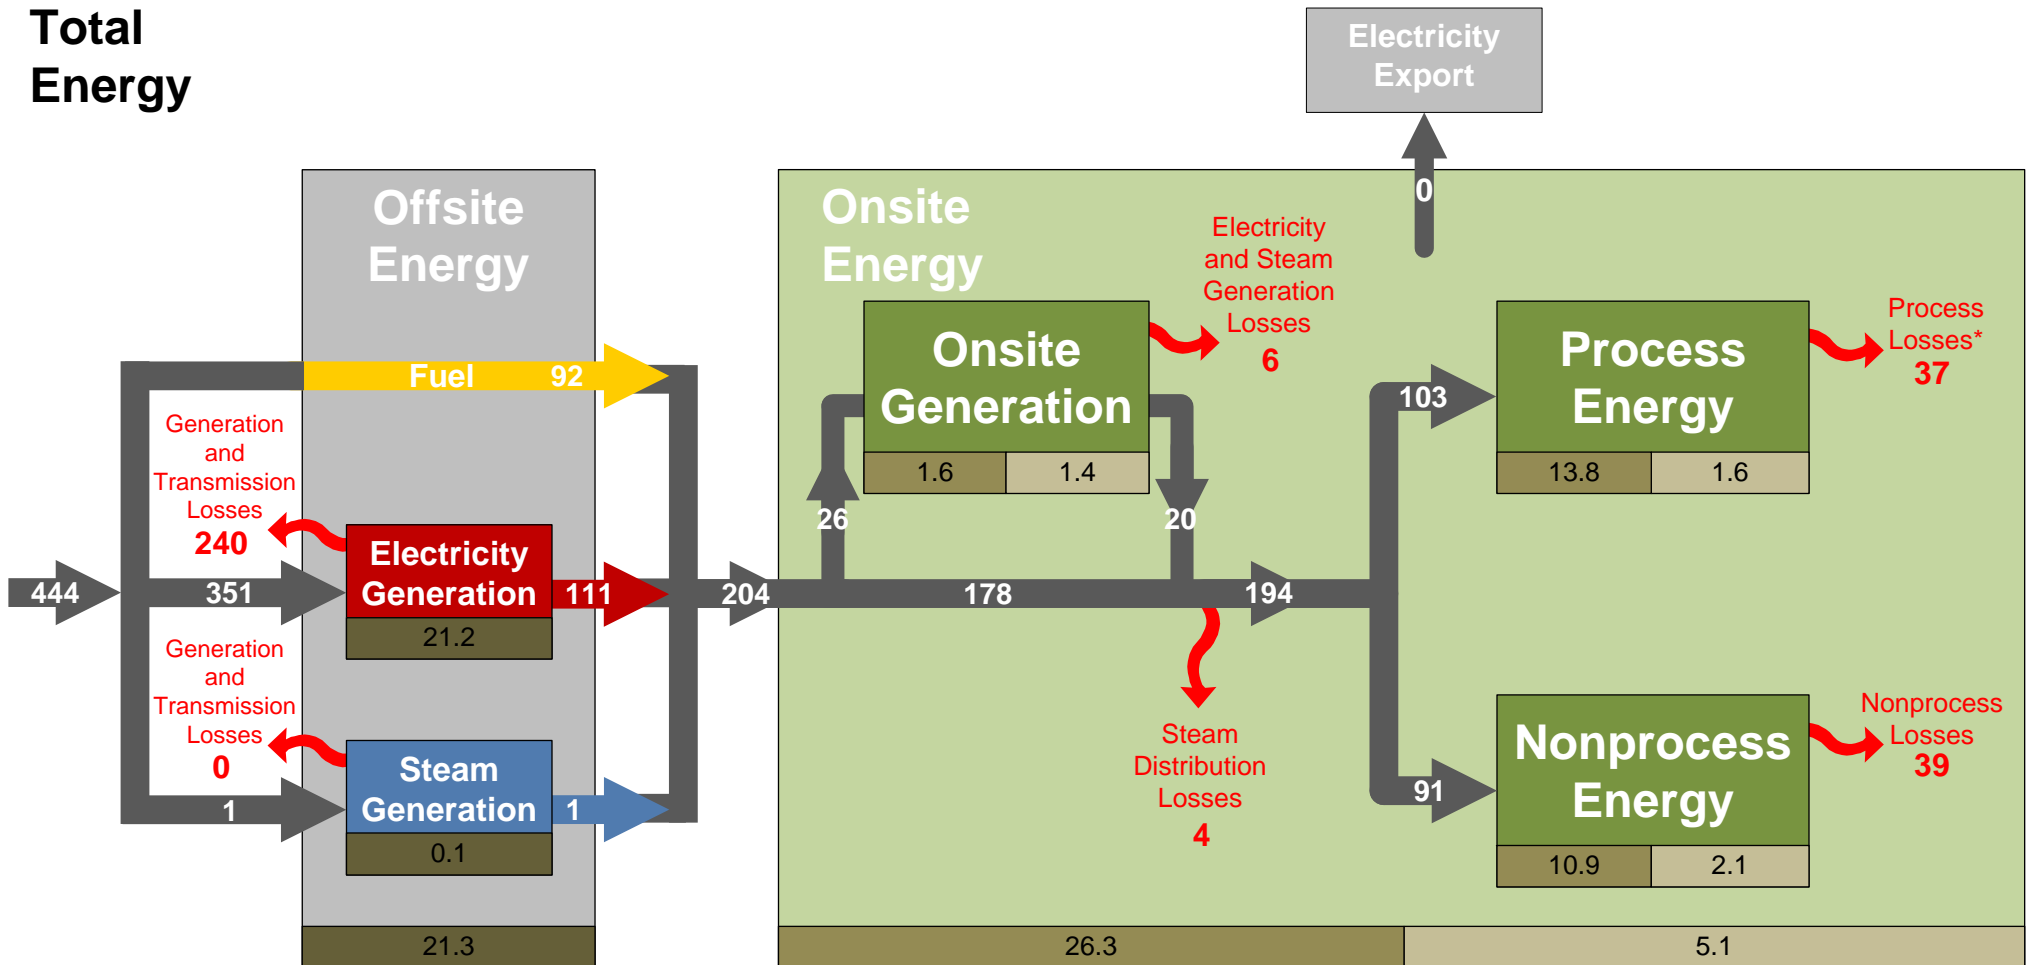 Total
Energy
Electricity
Export
0
Offsite
Energy
Onsite
Energy
Electricity
and Steam
Generation
Losses
6
Onsite
Generation
1.6 1.4
Process
Energy
13.8 1.6
Process
Losses*
37
Fuel 92
103
Generation
and
Transmission
Losses
240
26
20
Electricity
Generation
21.2
444
351
111
204
178
194
Generation
and
Transmission
Losses
0
Steam
Generation
0.1
1
1
Steam
Distribution
Losses
4
91
Nonprocess
Energy
10.9 2.1
Nonprocess
Losses
39
21.3
26.3
5.1